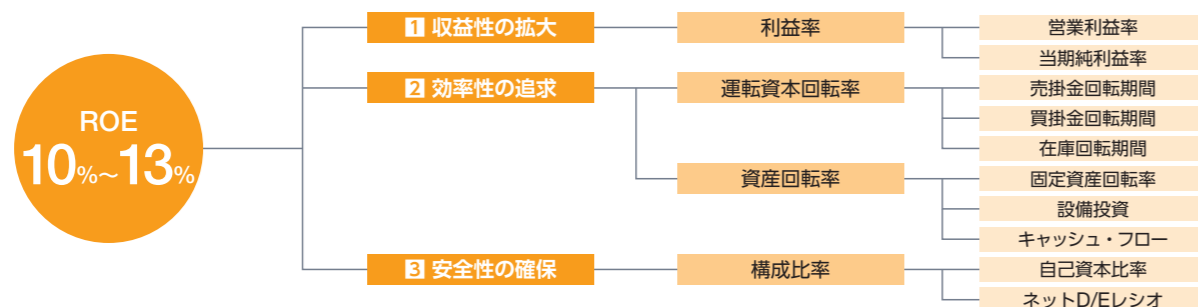 ROE
10%~13%
1 収益性の拡大
利益率
営業利益率
当期純利益率
2 効率性の追求
運転資本回転率
売掛金回転期間
買掛金回転期間
在庫回転期間
資産回転率
固定資産回転率
設備投資
キャッシュ・フロー
3 安全性の確保
構成比率
自己資本比率
ネットD/Eレシオ